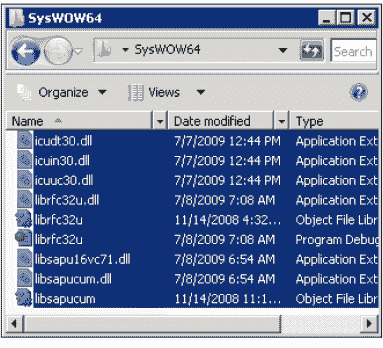 SysWOW64
SysWOW64 Search
Organize Views
Name Date modified Type
icudt30.dll 7/7/2009 12:44 PM Application Ext
icuin30.dll 7/7/2009 12:44 PM Application Ext
icuuc30.dll 7/7/2009 12:44 PM Application Ext
librfc32u.dll 7/8/2009 7:08 AM Application Ext
librfc32u 11/14/2008 4:32... Object File Libr
librfc32u 7/8/2009 7:08 AM Program Debug
libsapu16vc71.dll 7/8/2009 6:54 AM Application Ext
libsapucum.dll 7/8/2009 6:54 AM Application Ext
libsapucum 11/14/2008 11:1... Object File Libr